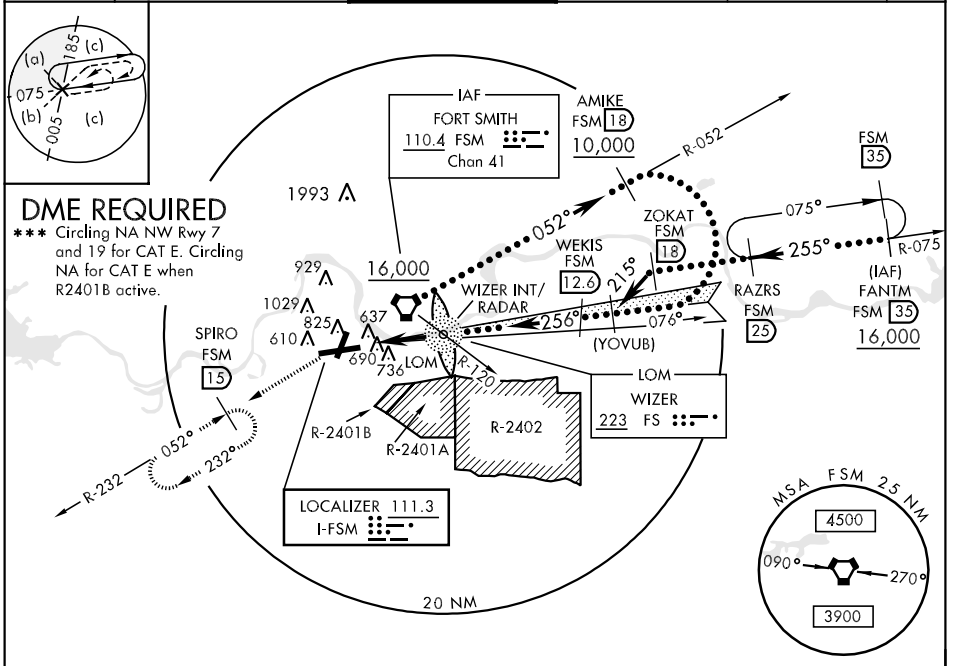 (a)
185
(c)
075
(b)
005
(c)
IAF
FORT SMITH
110.4 FSM
Chan 41
AMIKE
FSM 18
10,000
R-052
FSM
35
1993
DME REQUIRED
*** Circling NA NW Rwy 7
and 19 for CAT E. Circling
NA for CAT E when
R2401B active.
052°
ZOKAT
FSM
18
075°
255°
R-075
WEKIS
FSM
12.6
215°
16,000
929
WIZER INT/
RADAR
RAZRS
FSM
25
(IAF)
FANTM
FSM 35
16,000
1029
825
637
256°
076°
(YOVUB)
610
690
736
LOM
R-120
SPIRO
FSM
15
LOM
WIZER
223 FS
R-2401B
R-2401A
R-2402
052°
232°
R-232
LOCALIZER 111.3
I-FSM
MSA FSM 25 NM
4500
090°
270°
3900
20 NM